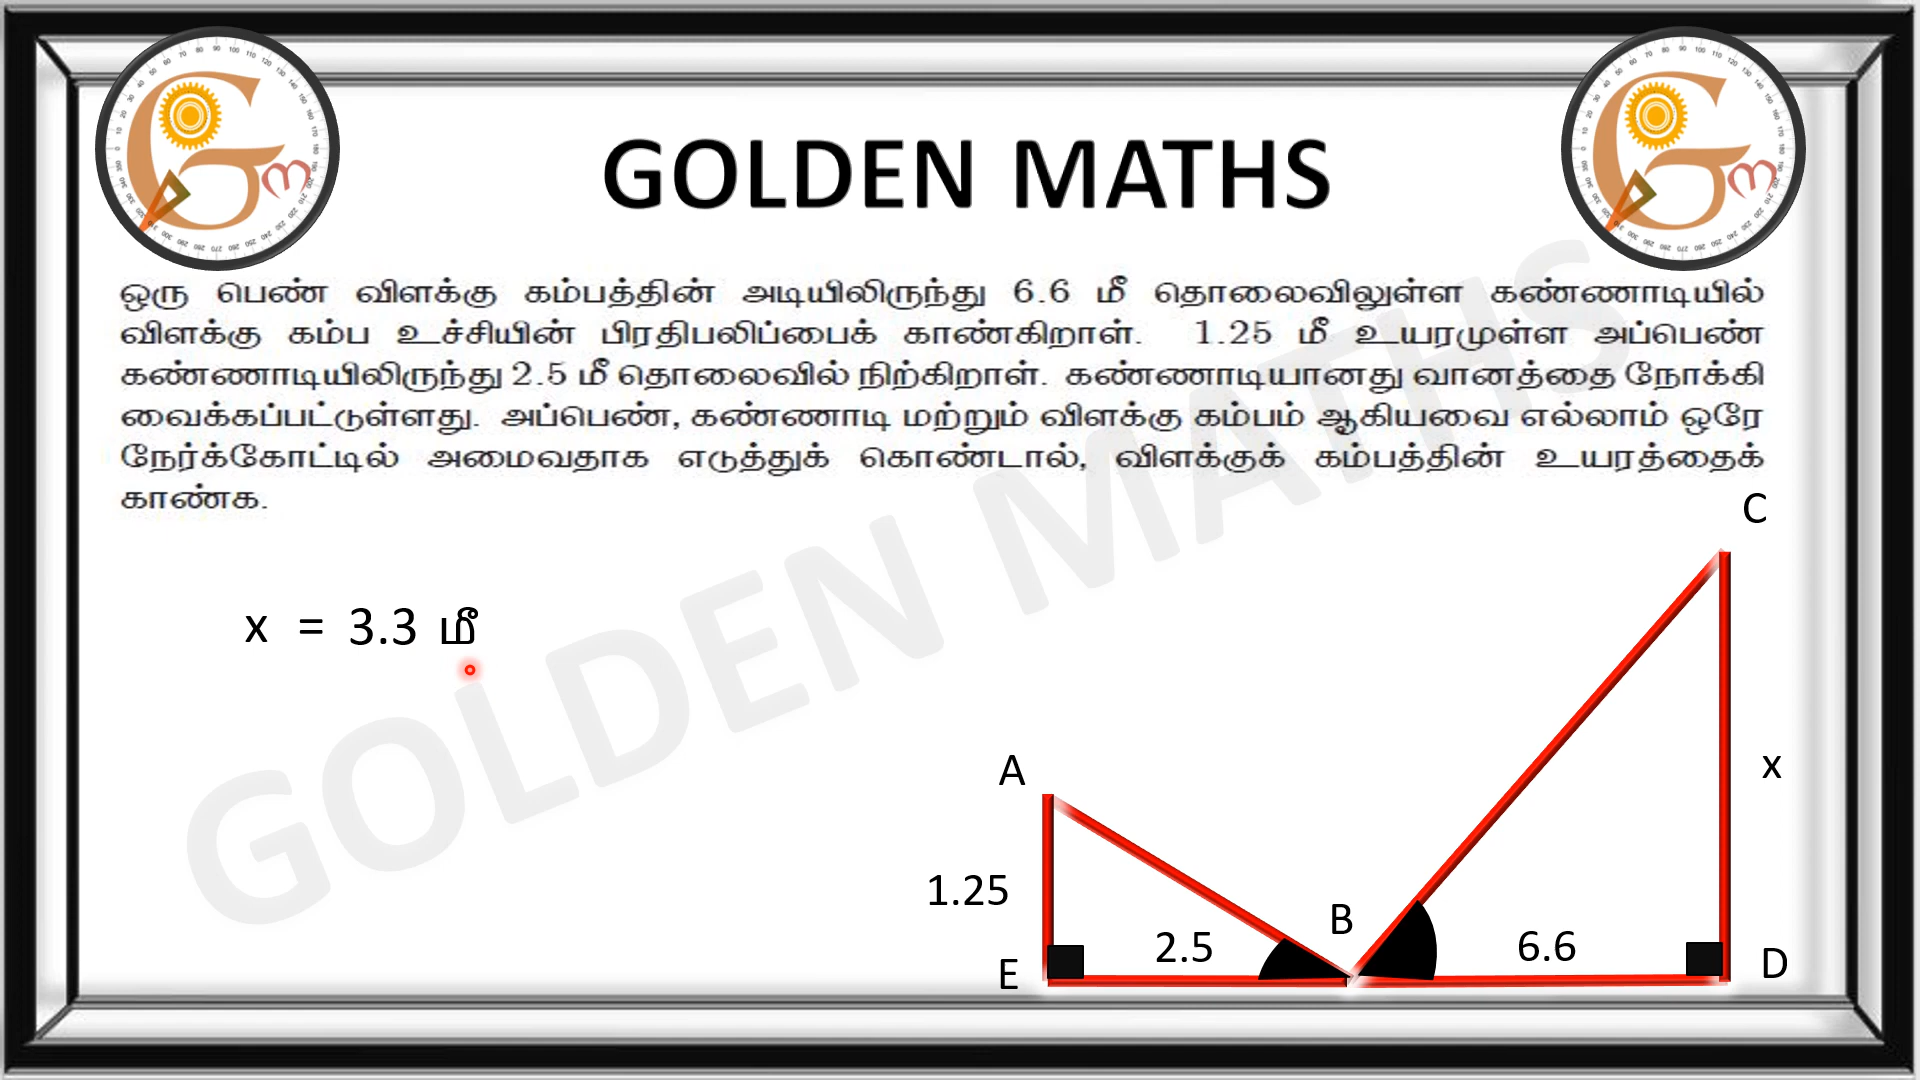 GOLDEN MATHS
ஒரு பெண் விளக்கு கம்பத்தின் அடியிலிருந்து 6.6 மீ தொலைவிலுள்ள கண்ணாடியில்
விளக்கு கம்ப உச்சியின் பிரதிபலிப்பைக் காண்கிறாள். 1.25 மீ உயரமுள்ள அப்பெண்
கண்ணாடியிலிருந்து 2.5 மீ தொலைவில் நிற்கிறாள். கண்ணாடியானது வானத்தை நோக்கி
வைக்கப்பட்டுள்ளது. அப்பெண், கண்ணாடி மற்றும் விளக்கு கம்பம் ஆகியவை எல்லாம் ஒரே
நேர்க்கோட்டில் அமைவதாக எடுத்துக் கொண்டால், விளக்குக் கம்பத்தின் உயரத்தைக்
காண்க.
C
x = 3.3 மீ
A
x
1.25
B
2.5
6.6
E
D
GOLDEN MATHS